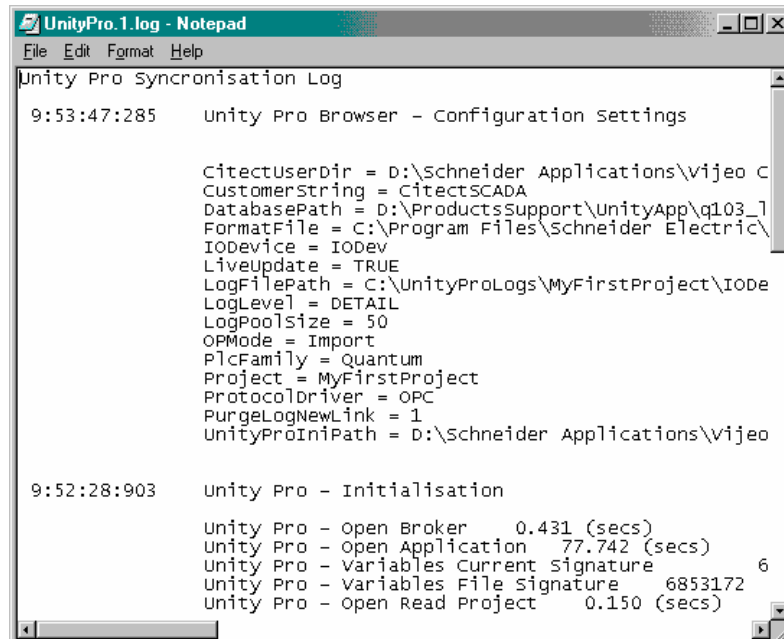 UnityPro.1.log - Notepad
File Edit Format Help
Unity Pro Syncronisation Log
9:53:47:285 Unity Pro Browser – Configuration Settings
CitectUserDir = D:\Schneider Applications\Vijeo C
CustomerString = CitectSCADA
DatabasePath = D:\ProductsSupport\UnityApp\q103_l
FormatFile = C:\Program Files\Schneider Electric\
IODevice = IODev
LiveUpdate = TRUE
LogFilePath = C:\UnityProLogs\MyFirstProject\IODe
LogLevel = DETAIL
LogPoolSize = 50
OPMode = Import
PlcFamily = Quantum
Project = MyFirstProject
ProtocolDriver = OPC
PurgeLogNewLink = 1
UnityProIniPath = D:\Schneider Applications\Vijeo
9:52:28:903 Unity Pro – Initialisation
Unity Pro – Open Broker 0.431 (secs)
Unity Pro – Open Application 77.742 (secs)
Unity Pro – Variables Current Signature 6
Unity Pro – Variables File Signature 6853172
Unity Pro – Open Read Project 0.150 (secs)